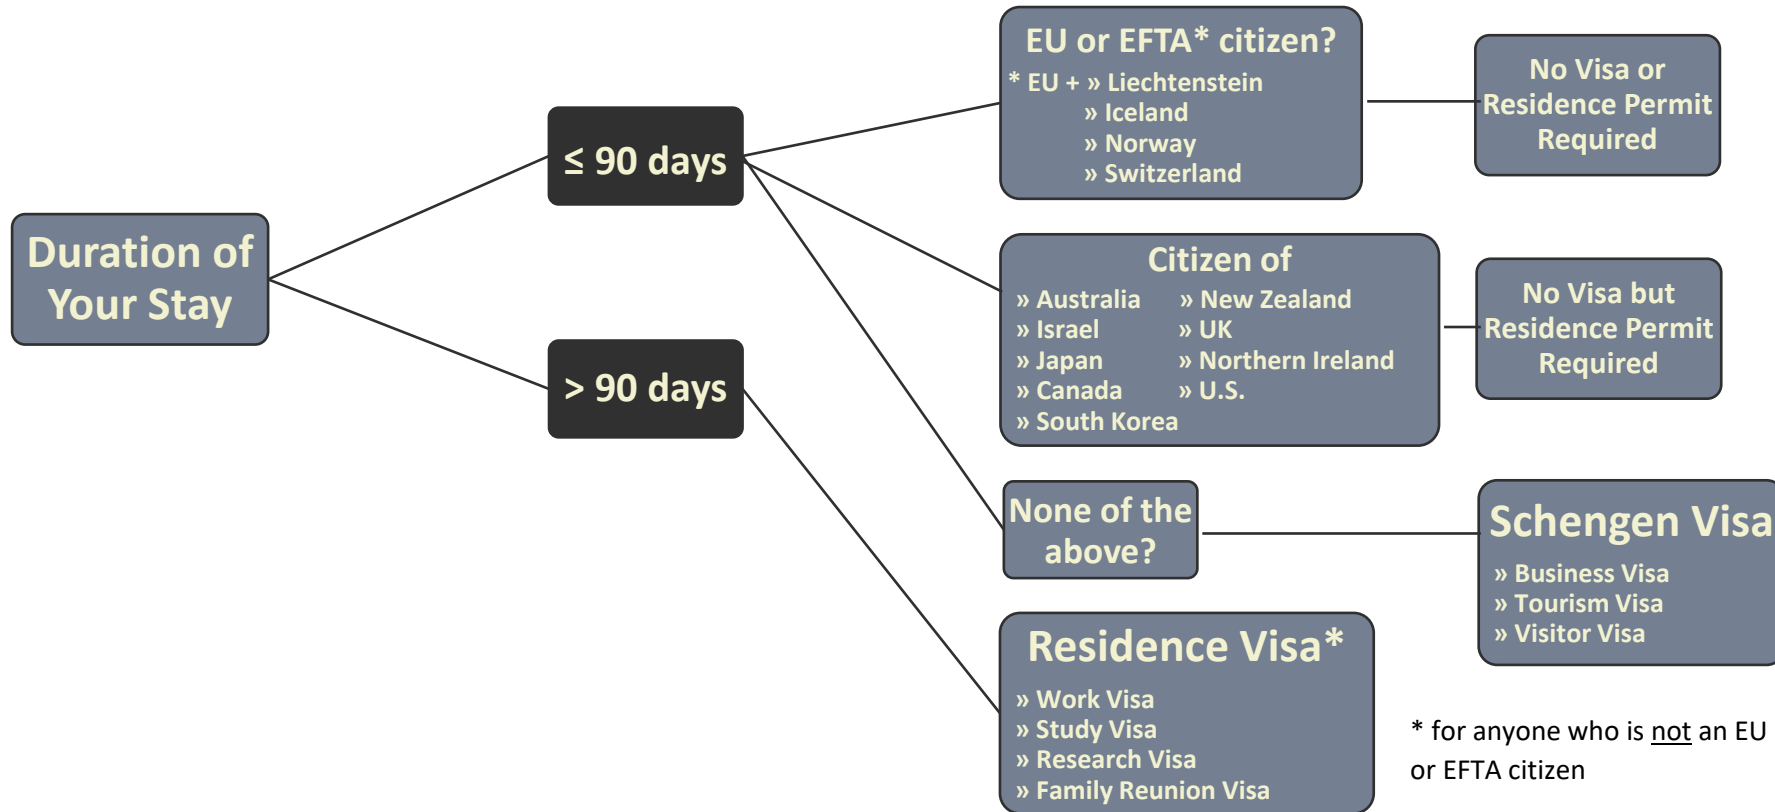 Duration of
Your Stay
≤ 90 days
> 90 days
EU or EFTA* citizen?
* EU + » Liechtenstein
» Iceland
» Norway
» Switzerland
No Visa or
Residence Permit
Required
Citizen of
» Australia » New Zealand
» Israel » UK
» Japan » Northern Ireland
» Canada » U.S.
» South Korea
No Visa but
Residence Permit
Required
None of the
above?
Schengen Visa
» Business Visa
» Tourism Visa
» Visitor Visa
Residence Visa*
» Work Visa
» Study Visa
» Research Visa
» Family Reunion Visa
* for anyone who is not an EU
or EFTA citizen